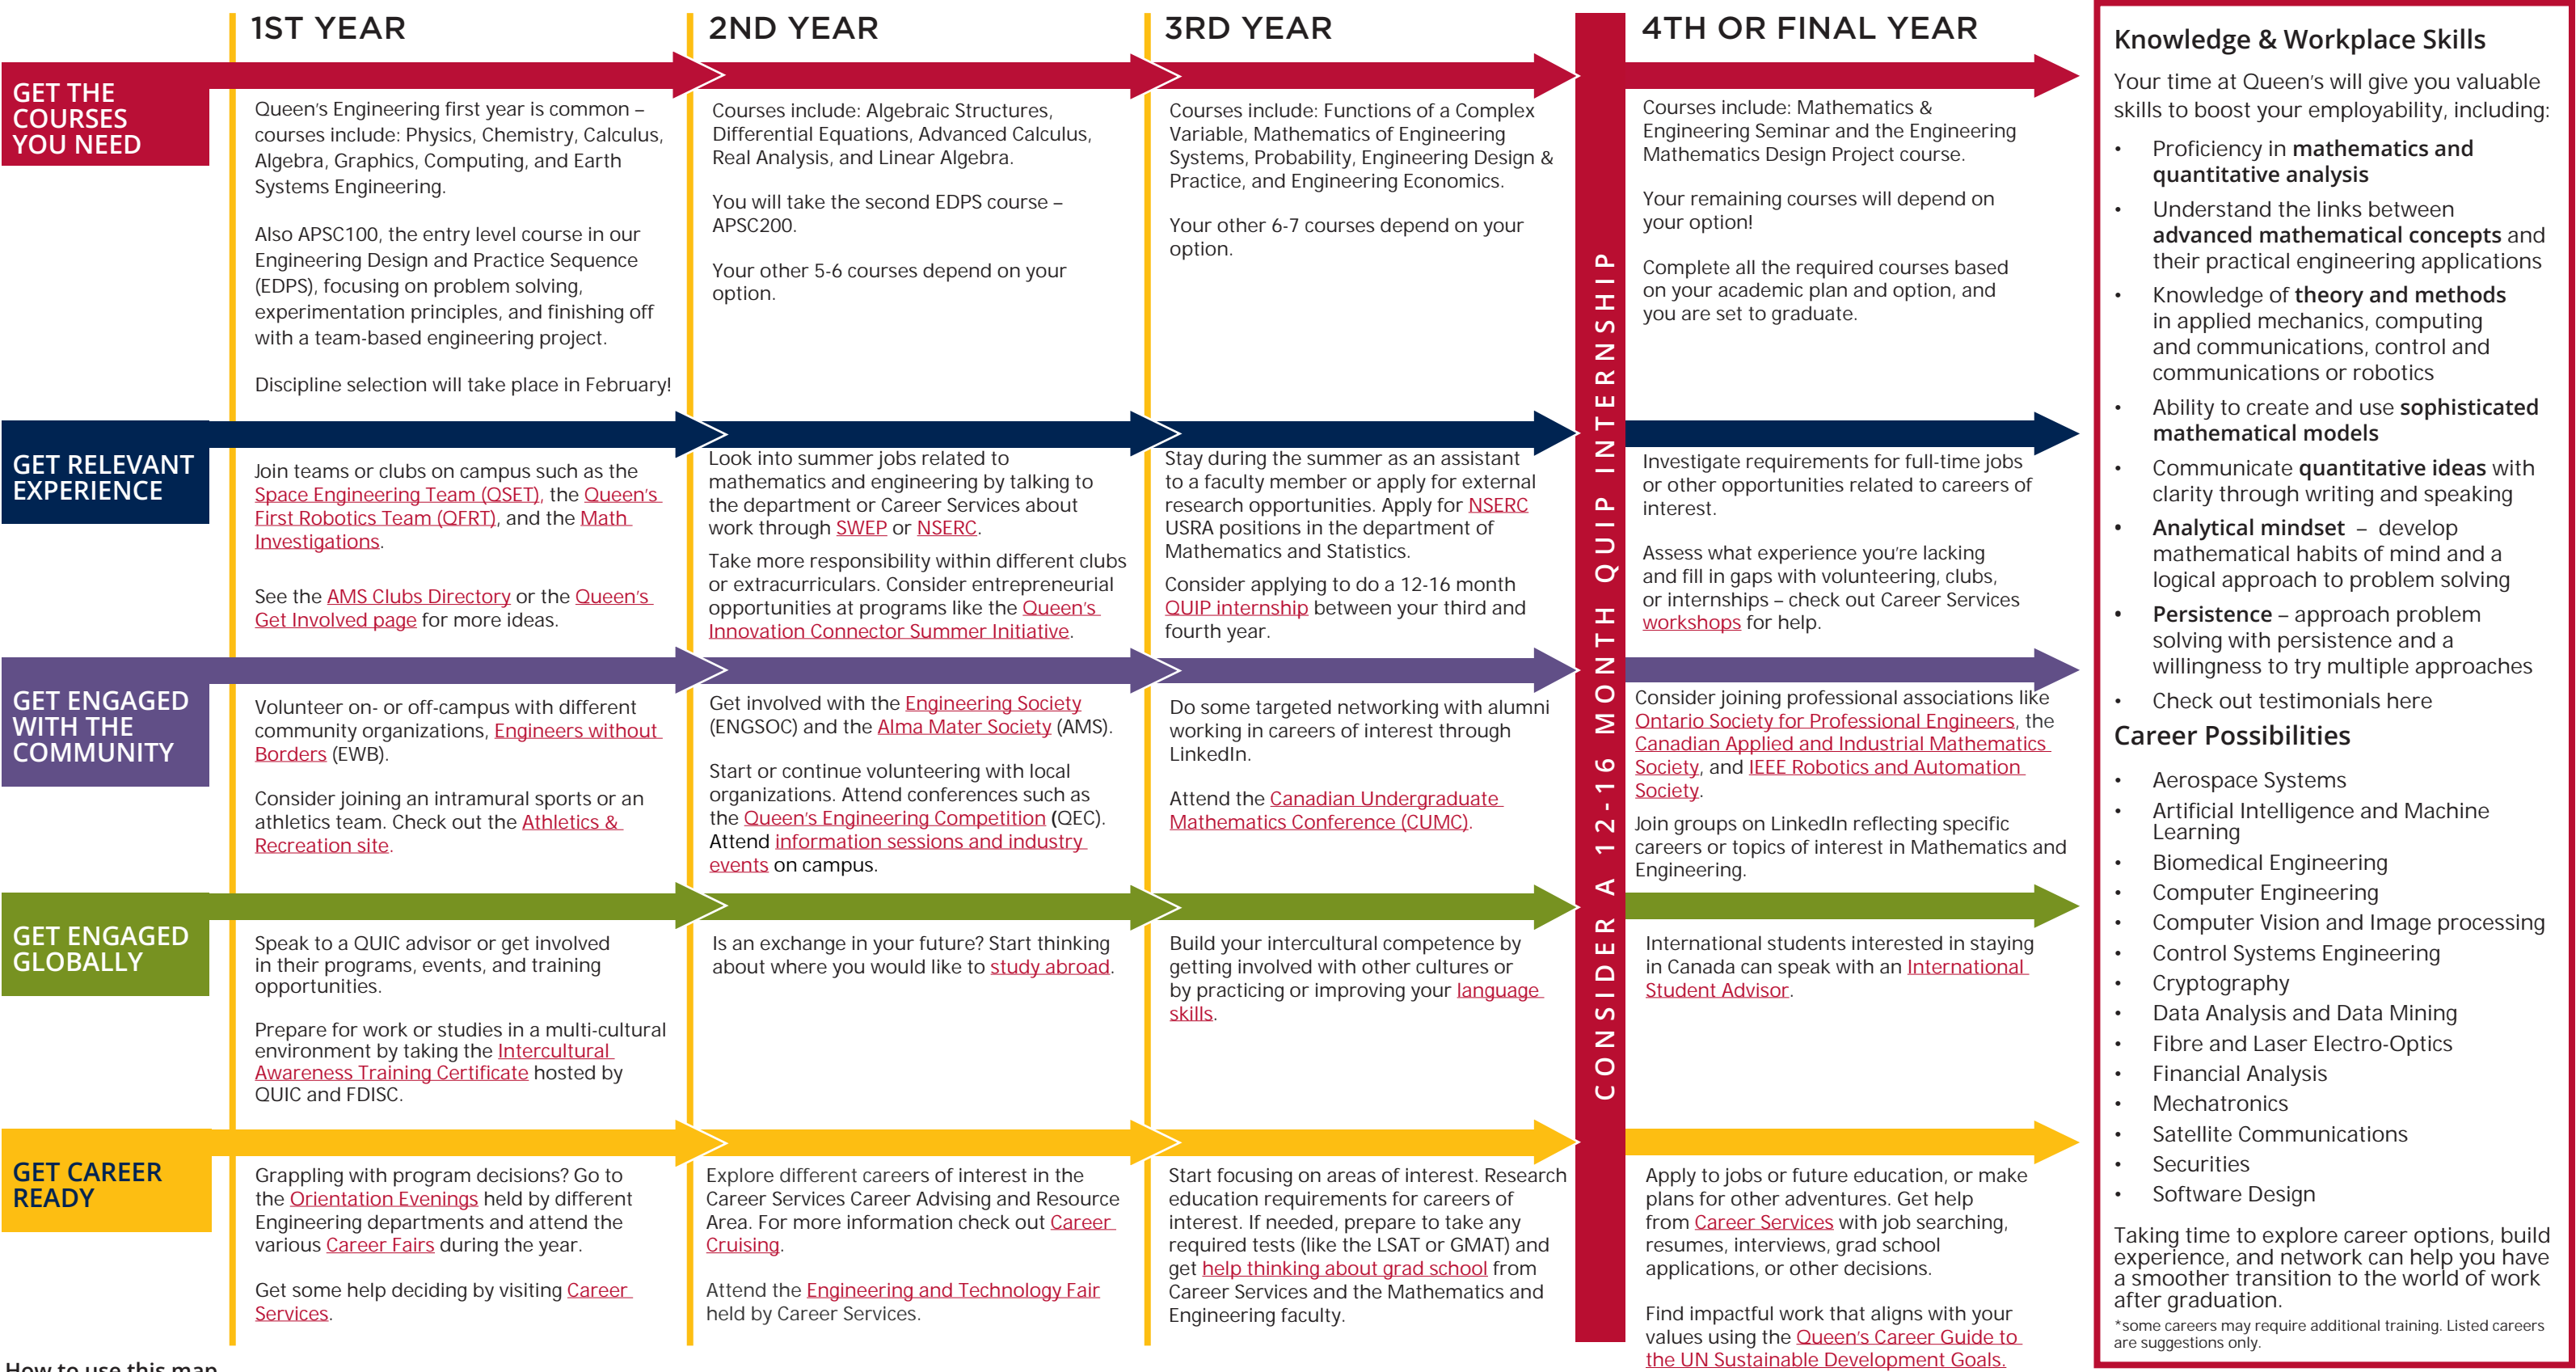 1ST YEAR
2ND YEAR
3RD YEAR
4TH OR FINAL YEAR
GET THE
COURSES
YOU NEED
Queen's Engineering first year is common –
courses include: Physics, Chemistry, Calculus,
Algebra, Graphics, Computing, and Earth
Systems Engineering.
Also APSC100, the entry level course in our
Engineering Design and Practice Sequence
(EDPS), focusing on problem solving,
experimentation principles, and finishing off
with a team-based engineering project.
Discipline selection will take place in February!
Courses include: Algebraic Structures,
Differential Equations, Advanced Calculus,
Real Analysis, and Linear Algebra.
You will take the second EDPS course –
APSC200.
Your other 5-6 courses depend on your
option.
Courses include: Functions of a Complex
Variable, Mathematics of Engineering
Systems, Probability, Engineering Design &
Practice, and Engineering Economics.
Your other 6-7 courses depend on your
option.
Courses include: Mathematics &
Engineering Seminar and the Engineering
Mathematics Design Project course.
Your remaining courses will depend on
your option!
Complete all the required courses based
on your academic plan and option, and
you are set to graduate.
GET RELEVANT
EXPERIENCE
Join teams or clubs on campus such as the
Space Engineering Team (QSET), the Queen's
First Robotics Team (QFRT), and the Math
Investigations.
See the AMS Clubs Directory or the Queen's
Get Involved page for more ideas.
Look into summer jobs related to
mathematics and engineering by talking to
the department or Career Services about
work through SWEP or NSERC.
Take more responsibility within different clubs
or extracurriculars. Consider entrepreneurial
opportunities at programs like the Queen's
Innovation Connector Summer Initiative.
Stay during the summer as an assistant
to a faculty member or apply for external
research opportunities. Apply for NSERC
USRA positions in the department of
Mathematics and Statistics.
Consider applying to do a 12-16 month
QUIP internship between your third and
fourth year.
Investigate requirements for full-time jobs
or other opportunities related to careers of
interest.
Assess what experience you're lacking
and fill in gaps with volunteering, clubs,
or internships – check out Career Services
workshops for help.
GET ENGAGED
WITH THE
COMMUNITY
Volunteer on- or off-campus with different
community organizations, Engineers without
Borders (EWB).
Consider joining an intramural sports or an
athletics team. Check out the Athletics &
Recreation site.
Get involved with the Engineering Society
(ENGSOC) and the Alma Mater Society (AMS).
Start or continue volunteering with local
organizations. Attend conferences such as
the Queen's Engineering Competition (QEC).
Attend information sessions and industry
events on campus.
Do some targeted networking with alumni
working in careers of interest through
LinkedIn.
Attend the Canadian Undergraduate
Mathematics Conference (CUMC).
Consider joining professional associations like
Ontario Society for Professional Engineers, the
Canadian Applied and Industrial Mathematics
Society, and IEEE Robotics and Automation
Society.
Join groups on LinkedIn reflecting specific
careers or topics of interest in Mathematics and
Engineering.
GET ENGAGED
GLOBALLY
Speak to a QUIC advisor or get involved
in their programs, events, and training
opportunities.
Prepare for work or studies in a multi-cultural
environment by taking the Intercultural
Awareness Training Certificate hosted by
QUIC and FDISC.
Is an exchange in your future? Start thinking
about where you would like to study abroad.
Build your intercultural competence by
getting involved with other cultures or
by practicing or improving your language
skills.
International students interested in staying
in Canada can speak with an International
Student Advisor.
GET CAREER
READY
Grappling with program decisions? Go to
the Orientation Evenings held by different
Engineering departments and attend the
various Career Fairs during the year.
Get some help deciding by visiting Career
Services.
Explore different careers of interest in the
Career Services Career Advising and Resource
Area. For more information check out Career
Cruising.
Attend the Engineering and Technology Fair
held by Career Services.
Start focusing on areas of interest. Research
education requirements for careers of
interest. If needed, prepare to take any
required tests (like the LSAT or GMAT) and
get help thinking about grad school from
Career Services and the Mathematics and
Engineering faculty.
Apply to jobs or future education, or make
plans for other adventures. Get help
from Career Services with job searching,
resumes, interviews, grad school
applications, or other decisions.
Find impactful work that aligns with your
values using the Queen's Career Guide to
the UN Sustainable Development Goals.
CONSIDER A 12-16 MONTH QUIP INTERNSHIP
Knowledge & Workplace Skills
Your time at Queen's will give you valuable
skills to boost your employability, including:
• Proficiency in mathematics and
quantitative analysis
• Understand the links between
advanced mathematical concepts and
their practical engineering applications
• Knowledge of theory and methods
in applied mechanics, computing
and communications, control and
communications or robotics
• Ability to create and use sophisticated
mathematical models
• Communicate quantitative ideas with
clarity through writing and speaking
• Analytical mindset – develop
mathematical habits of mind and a
logical approach to problem solving
• Persistence – approach problem
solving with persistence and a
willingness to try multiple approaches
• Check out testimonials here
Career Possibilities
• Aerospace Systems
• Artificial Intelligence and Machine
Learning
• Biomedical Engineering
• Computer Engineering
• Computer Vision and Image processing
• Control Systems Engineering
• Cryptography
• Data Analysis and Data Mining
• Fibre and Laser Electro-Optics
• Financial Analysis
• Mechatronics
• Satellite Communications
• Securities
• Software Design
Taking time to explore career options, build
experience, and network can help you have
a smoother transition to the world of work
after graduation.
*some careers may require additional training. Listed careers
are suggestions only.
How to use this map